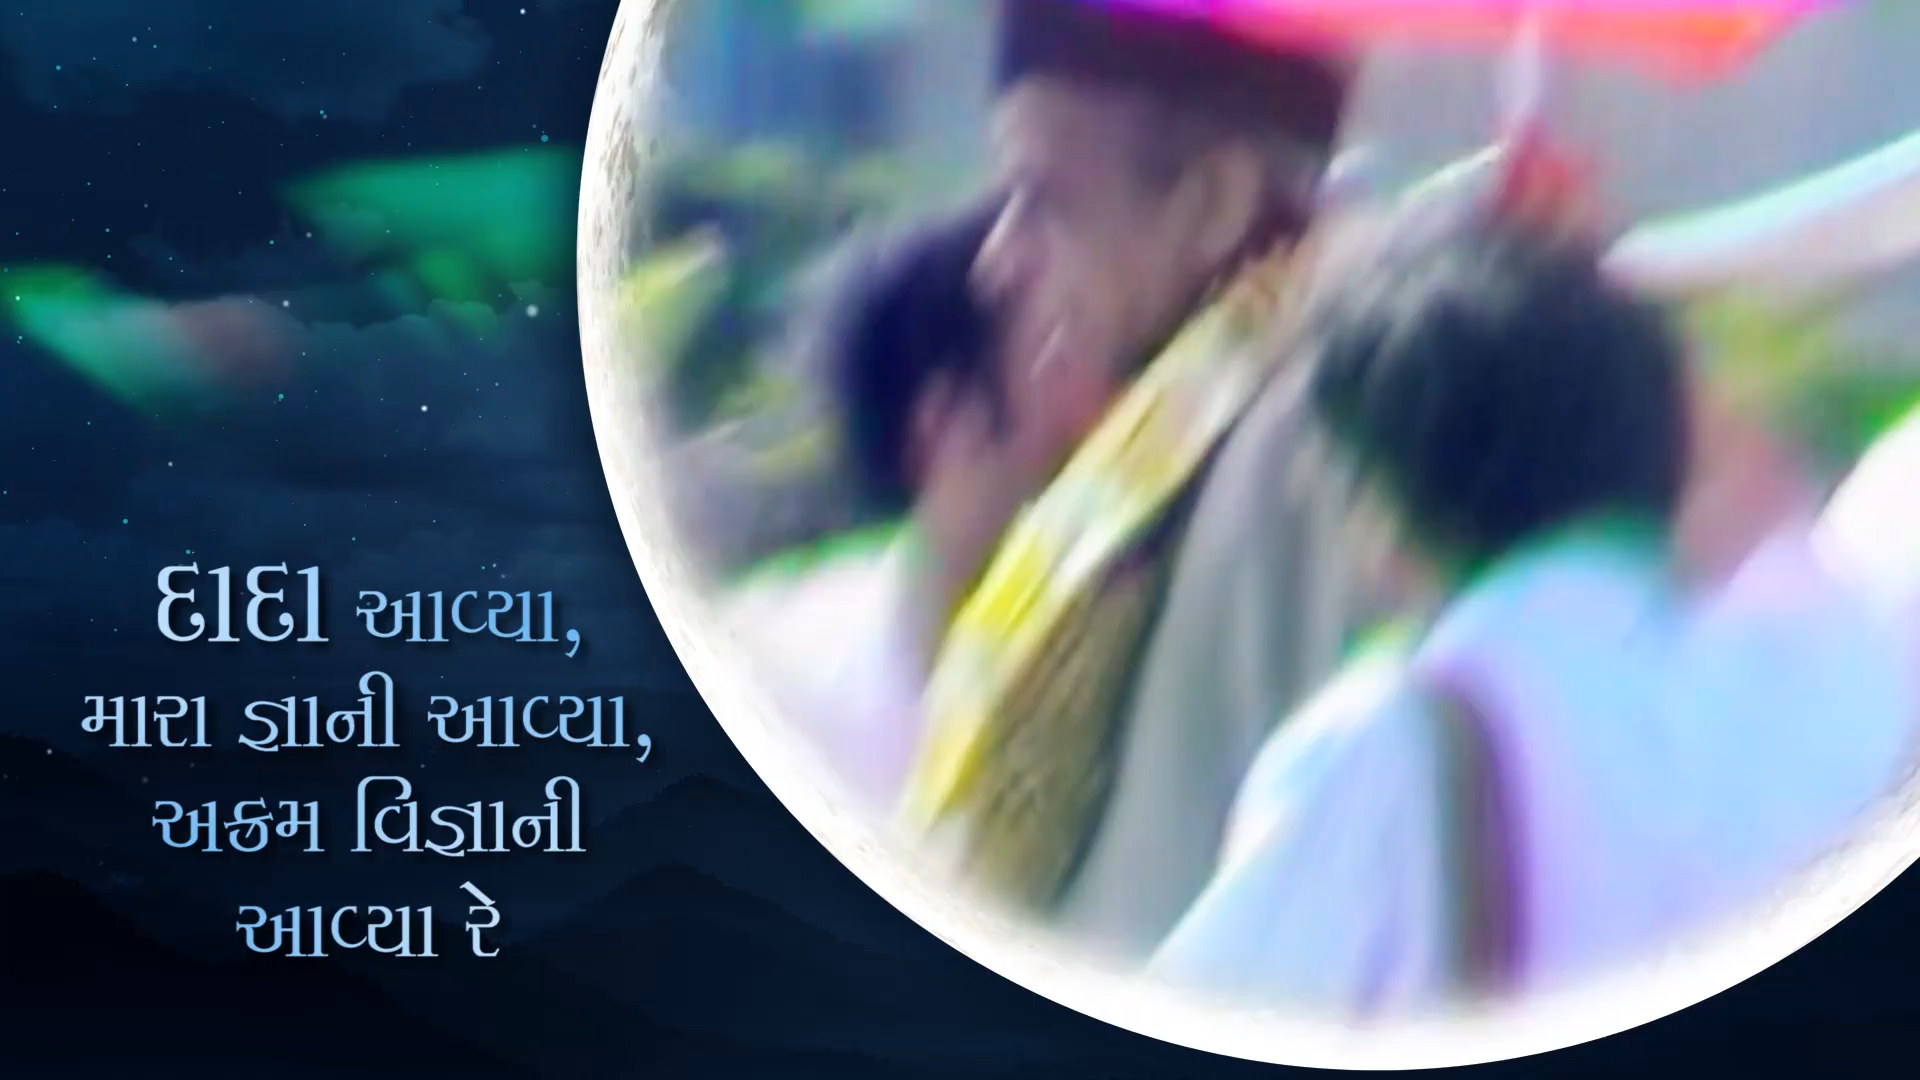 દાદા આવ્યા,
મારા જ્ઞાની આવ્યા,
અક્રમ વિજ્ઞાની
આવ્યા રે